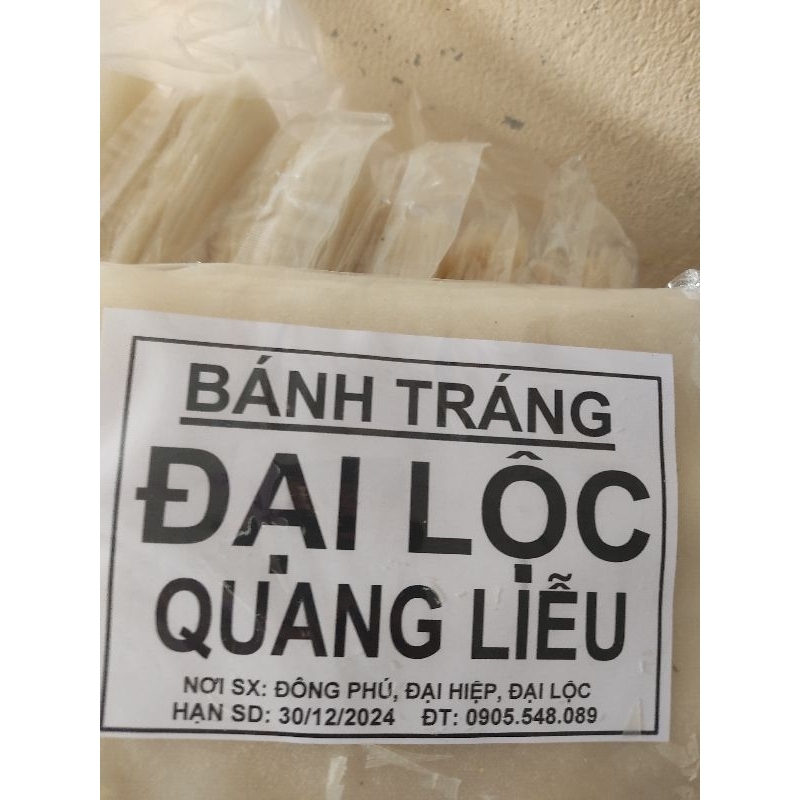 BÁNH TRÁNG
ĐẠI LỘC
QUANG LIỄU
NƠI SX: ĐÔNG PHÚ, ĐẠI HIỆP, ĐẠI LỘC
HẠN SD: 30/12/2024 ĐT: 0905.548.089